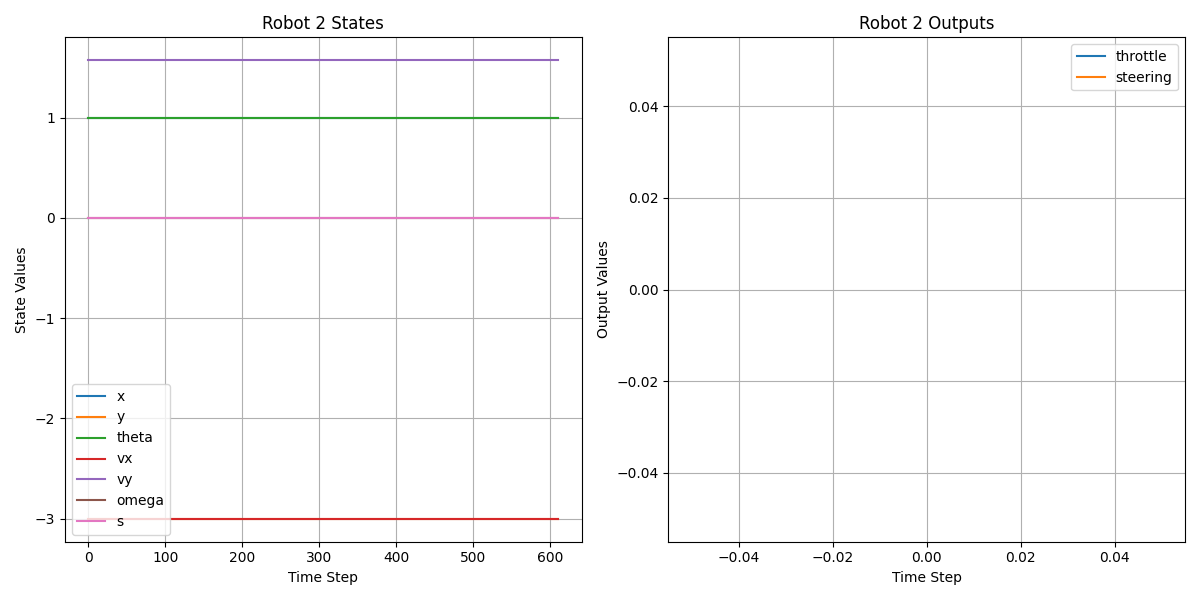 Robot 2 States
State Values
1
0
−1
−2
−3
x
y
theta
vx
vy
omega
s
0 100 200 300 400 500 600
Time Step
Robot 2 Outputs
Output Values
0.04
0.02
0.00
−0.02
−0.04
throttle
steering
−0.04 −0.02 0.00 0.02 0.04
Time Step